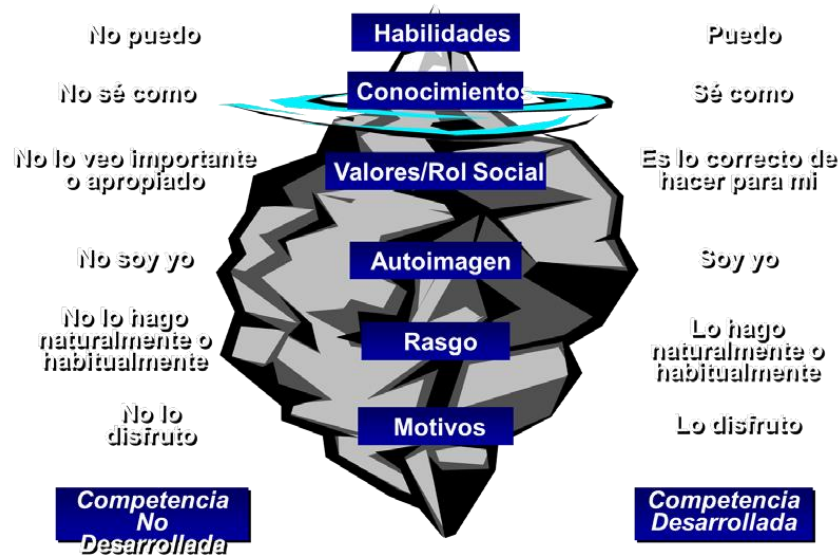 No puedo
Habilidades
Puedo
No sé como
Conocimientos
Sé como
No lo veo importante
o apropiado
Valores/Rol Social
Es lo correcto de
hacer para mi
No soy yo
Autoimagen
Soy yo
No lo hago
naturalmente o
habitualmente
Rasgo
Lo hago
naturalmente o
habitualmente
No lo
disfruto
Motivos
Lo disfruto
Competencia
No
Desarrollada
Competencia
Desarrollada